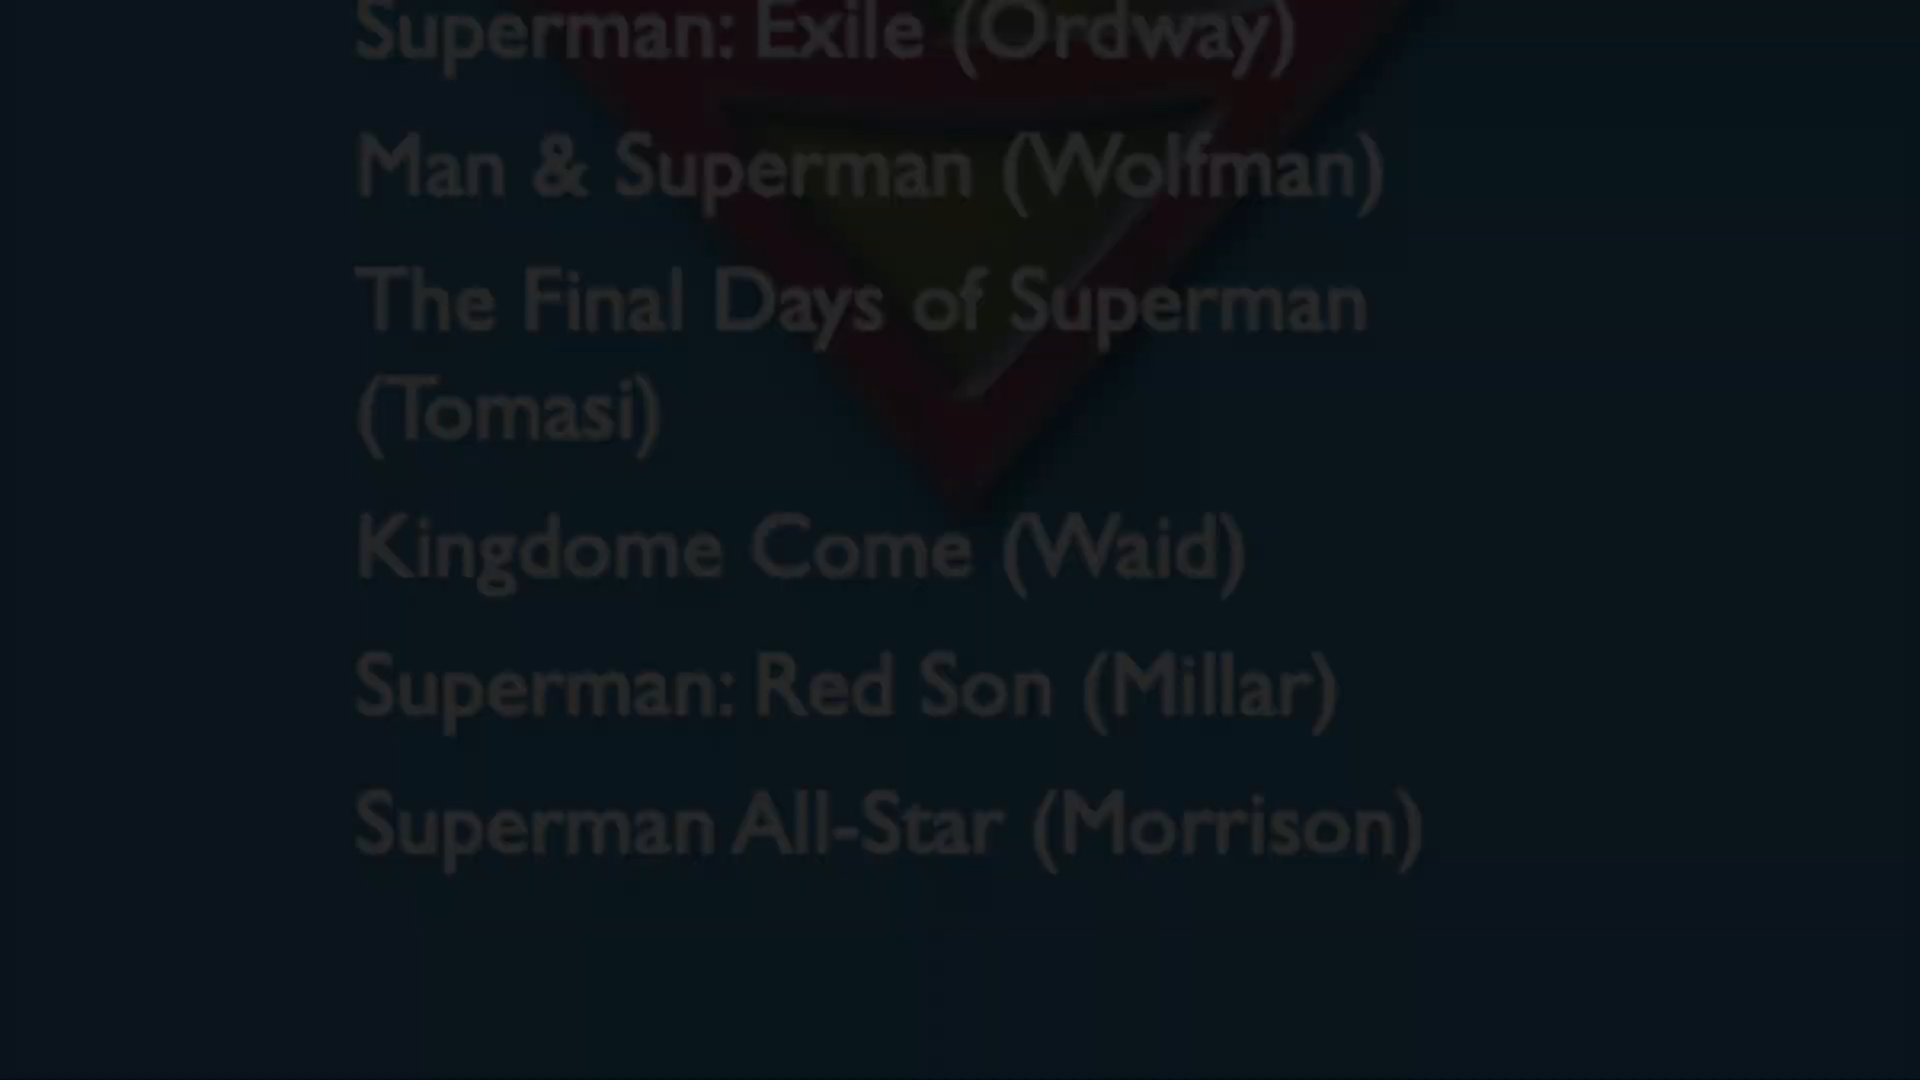 Superman: Exile (Ordway)
Man & Superman (Wolfman)
The Final Days of Superman
(Tomasi)
Kingdome Come (Waid)
Superman: Red Son (Millar)
Superman All-Star (Morrison)